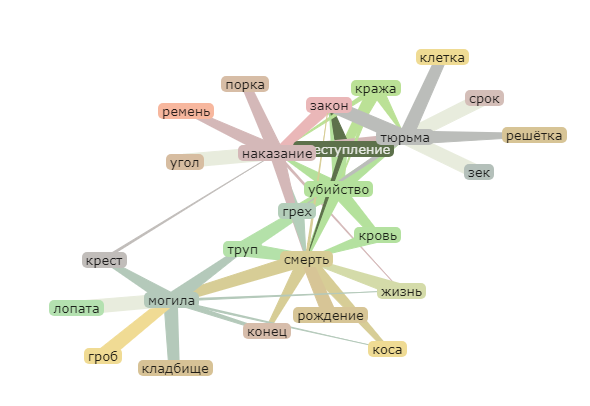 клетка
порка
кража
срок
закон
ремень
решётка
тюрьма
еступление
наказание
угол
зек
убийство
грех
кровь
труп
крест
смерть
жизнь
могила
лопата
рождение
конец
коса
гроб
кладбище